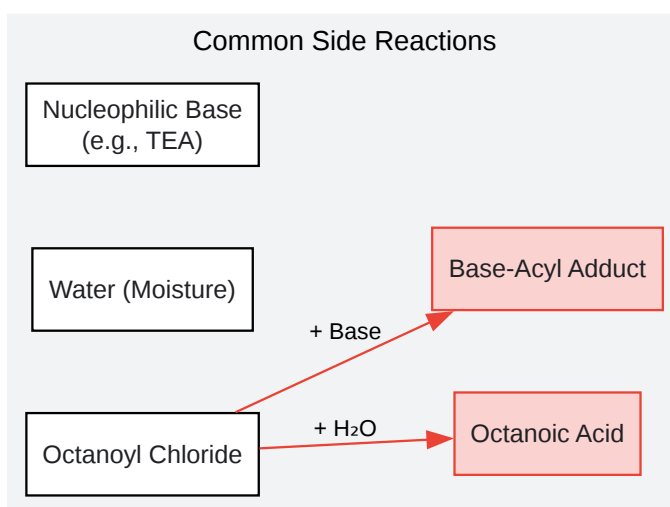 Common Side Reactions
Nucleophilic Base
(e.g., TEA)
Water (Moisture)
Base-Acyl Adduct
+ Base
+ H₂O
Octanoyl Chloride
Octanoic Acid